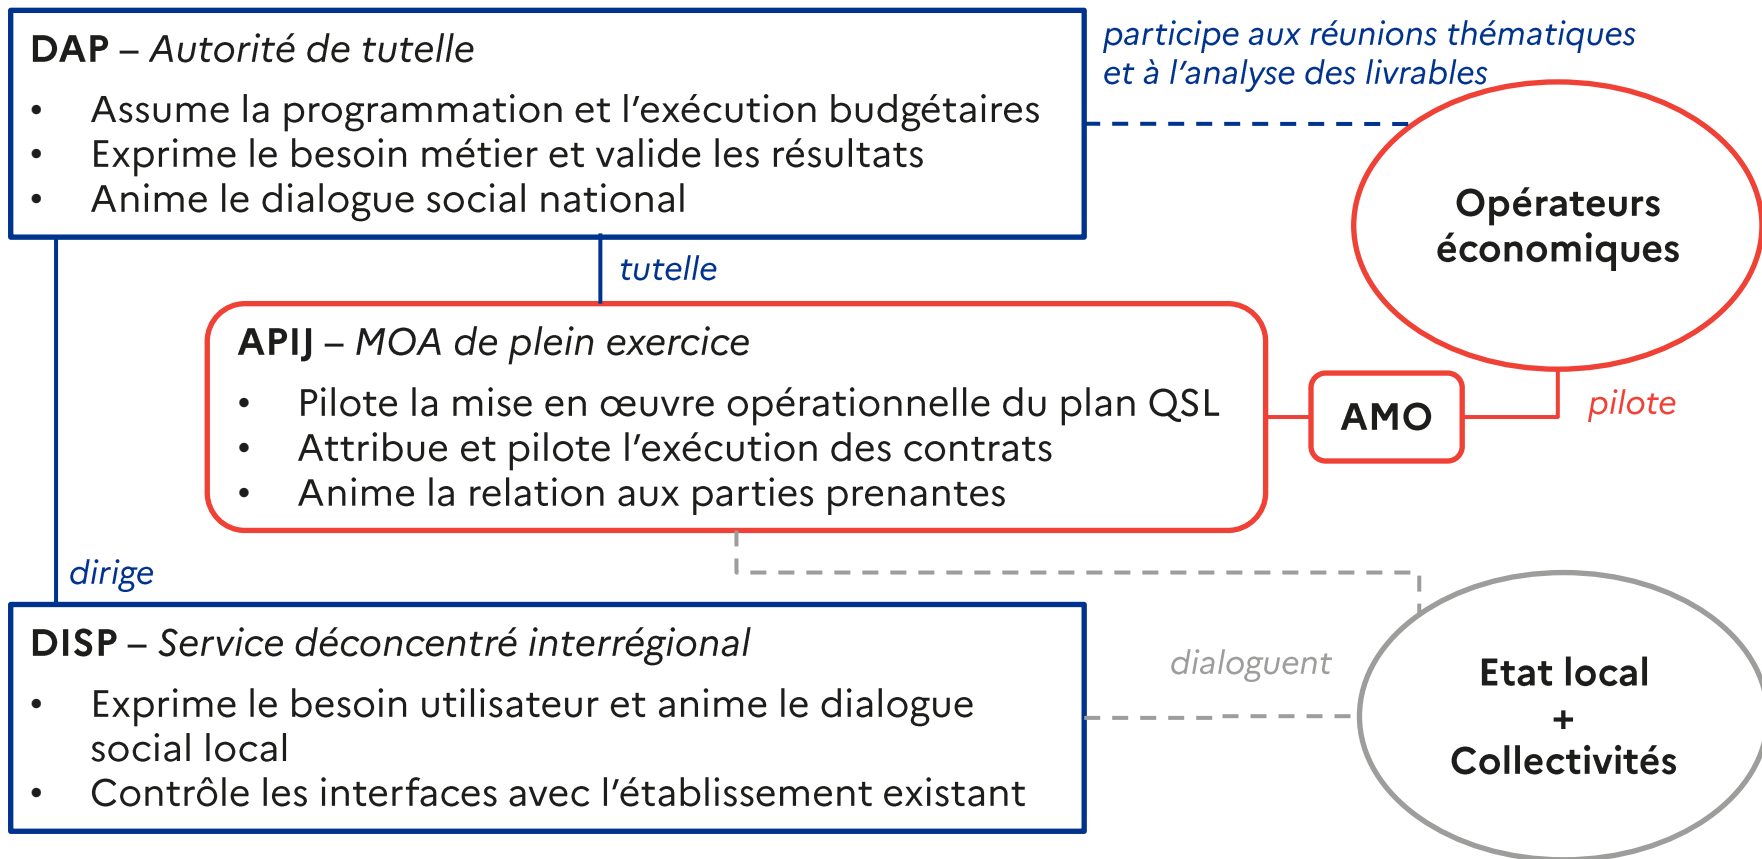 DAP – Autorité de tutelle
• Assume la programmation et l’exécution budgétaires
• Exprime le besoin métier et valide les résultats
• Anime le dialogue social national
participe aux réunions thématiques
et à l’analyse des livrables
Opérateurs
économiques
tutelle
APIJ – MOA de plein exercice
• Pilote la mise en œuvre opérationnelle du plan QSL
• Attribue et pilote l’exécution des contrats
• Anime la relation aux parties prenantes
AMO
pilote
dirige
DISP – Service déconcentré interrégional
• Exprime le besoin utilisateur et anime le dialogue
social local
• Contrôle les interfaces avec l’établissement existant
dialoguent
Etat local
+
Collectivités